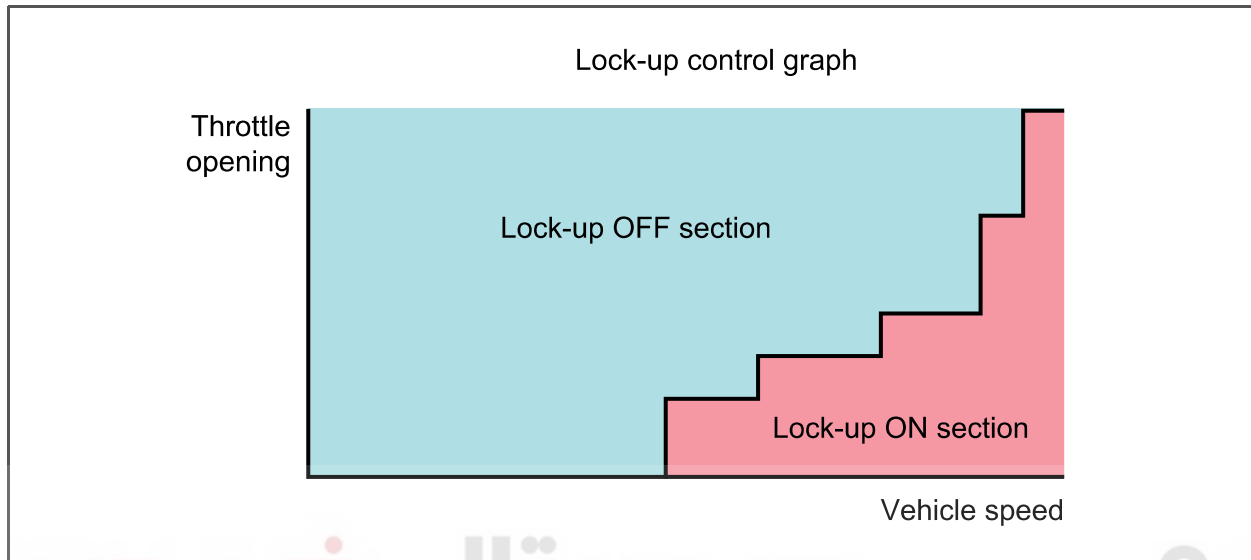 Lock-up control graph
Throttle
opening
Lock-up OFF section
Lock-up ON section
Vehicle speed